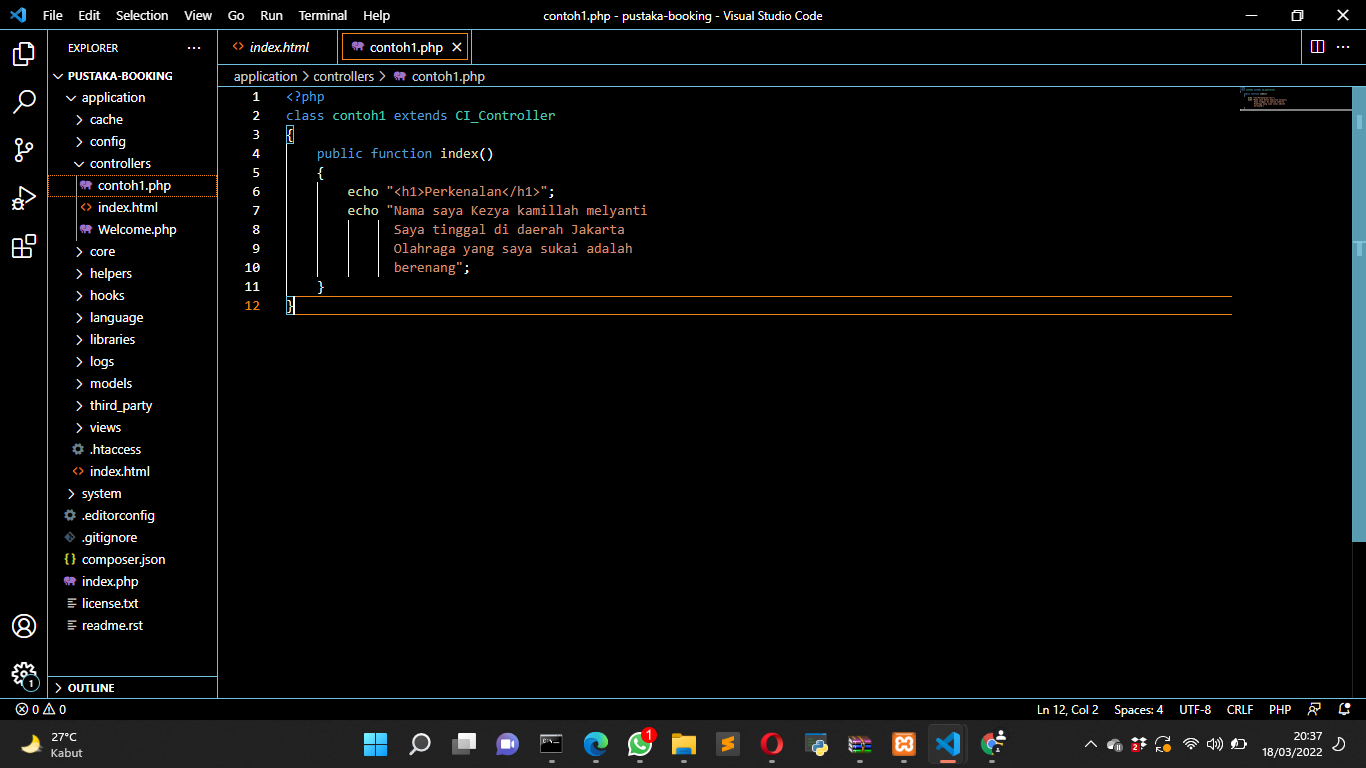 File Edit Selection View Go Run Terminal Help contoh1.php - pustaka-booking - Visual Studio Code
EXPLORER
index.html contoh1.php
PUSTAKA-BOOKING
application
cache
config
controllers
contoh1.php
index.html
Welcome.php
core
helpers
hooks
language
libraries
logs
models
third_party
views
.htaccess
index.html
system
.editorconfig
.gitignore
composer.json
index.php
license.txt
readme.rst
OUTLINE
application > controllers > contoh1.php
1 <?php
2 class contoh1 extends CI_Controller
3 {
4 public function index()
5 {
6 echo "<h1>Perkenalan</h1>";
7 echo "Nama saya Kezya kamillah melyanti
8 Saya tinggal di daerah Jakarta
9 Olahraga yang saya sukai adalah
10 berenang";
11 }
12 }
1
0 0 Ln 12, Col 2 Spaces: 4 UTF-8 CRLF PHP
27°C
Kabut
1
20:37
18/03/2022